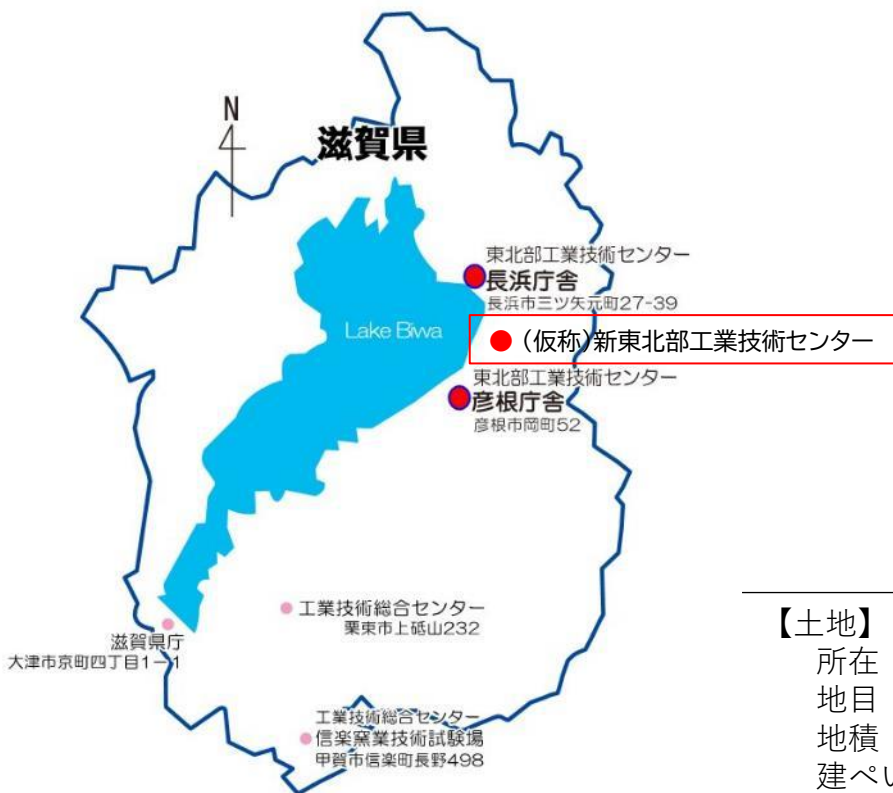 N
滋賀県
東北部工業技術センター
長浜庁舎
長浜市三ツ矢元町27-39
Lake Biwa
(仮称)新東北部工業技術センター
東北部工業技術センター
彦根庁舎
彦根市岡町52
工業技術総合センター
栗東市上砥山232
滋賀県庁
大津市京町四丁目1ー1
工業技術総合センター
信楽窯業技術試験場
甲賀市信楽町長野498
【土地】
所在
地目
地積
建ぺい